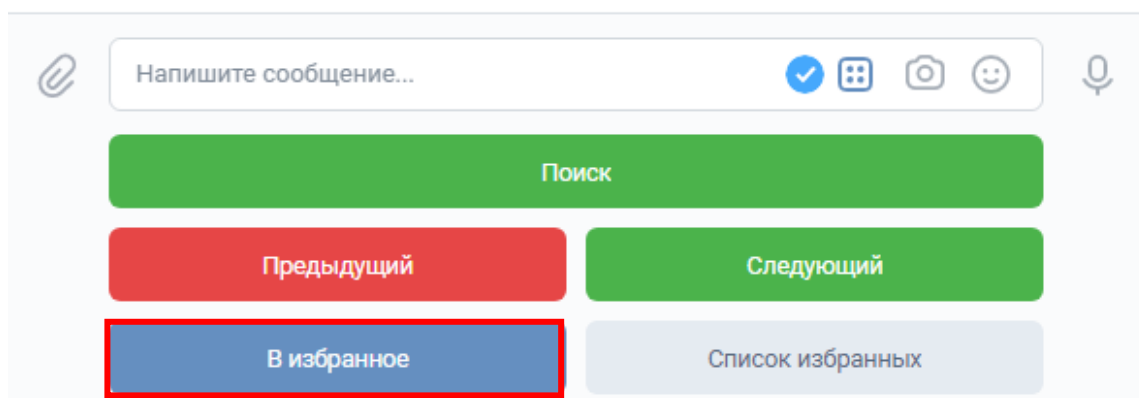 Напишите сообщение...
Поиск
Предыдущий
Следующий
В избранное
Список избранных